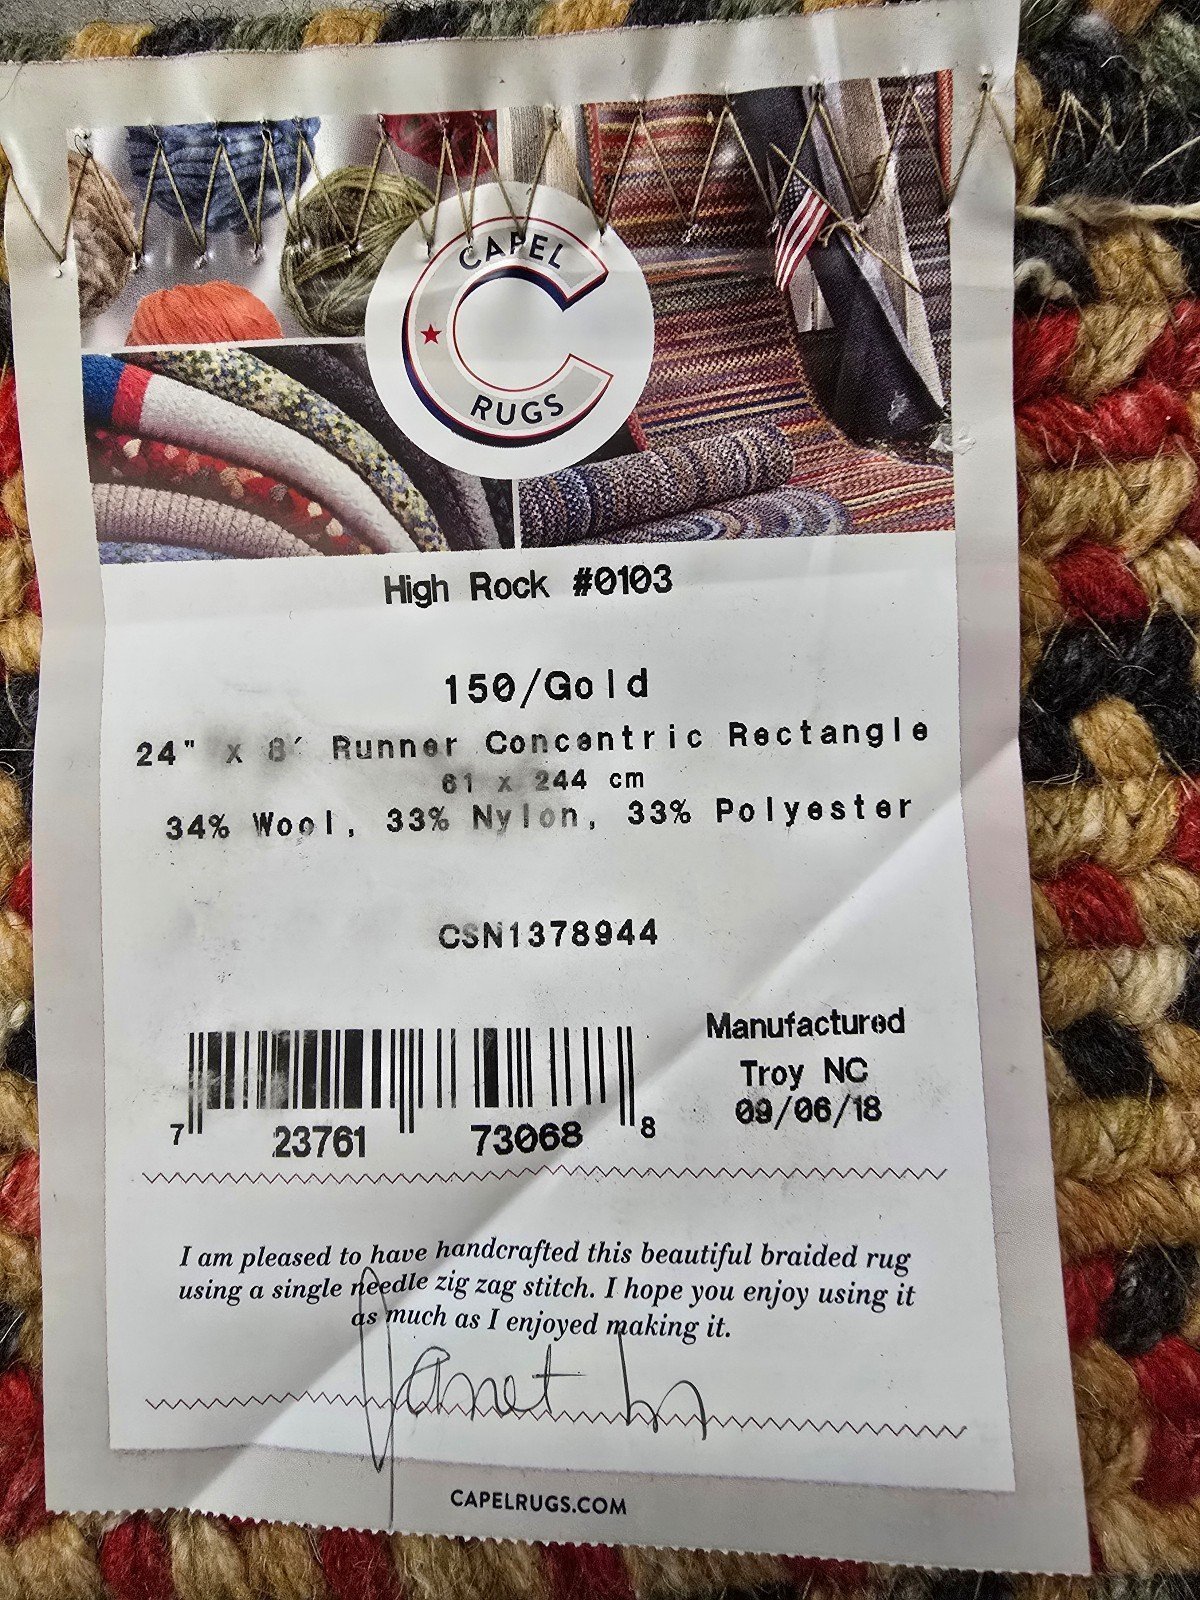 CAPEL
RUGS
High Rock #0103
150/Gold
24" x 8' Runner Concentric Rectangle
61 x 244 cm
34% Wool, 33% Nylon, 33% Polyester
CSN1378944
Manufactured
Troy NC
09/06/18
7 23761 73068 8
I am pleased to have handcrafted this beautiful braided rug
using a single needle zig zag stitch. I hope you enjoy using it
as much as I enjoyed making it.
Janet
CAPELRUGS.COM